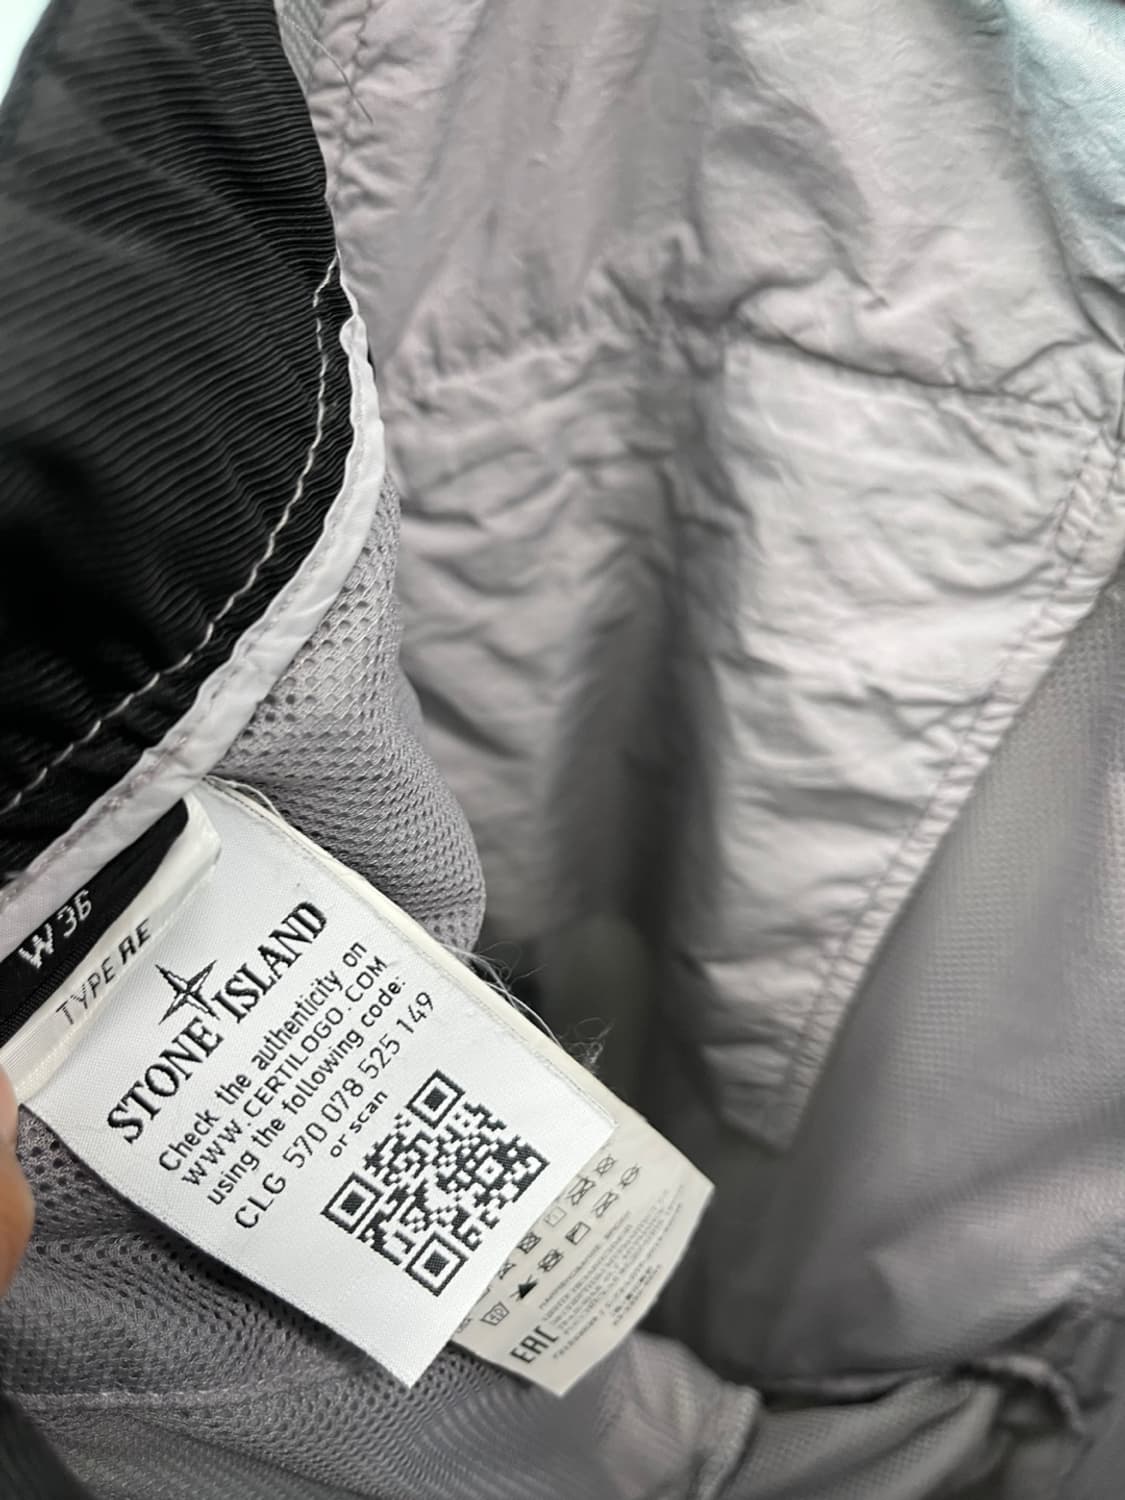 W 36
TYPE RE
STONE ISLAND
Check the authenticity on
WWW.CERTILOGO.COM
using the following code:
CLG 570 078 525 149
or scan
EAC